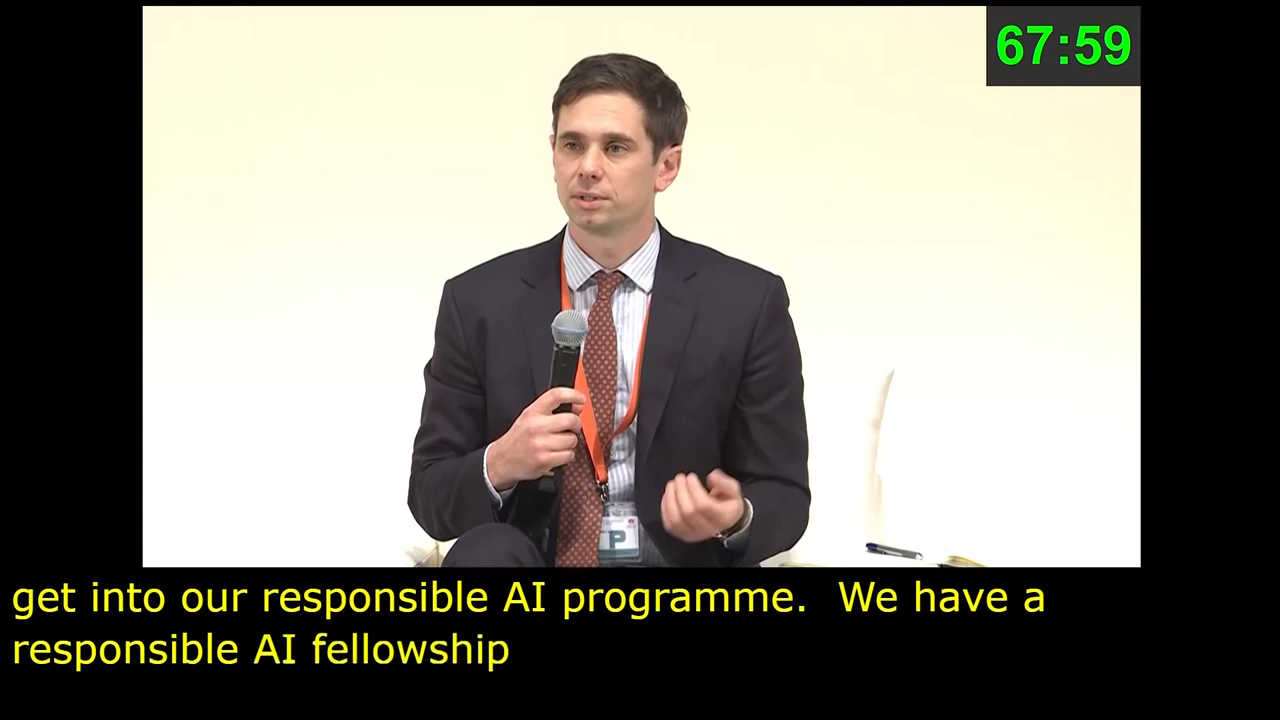 67:59
P
get into our responsible AI programme.  We have a
responsible AI fellowship